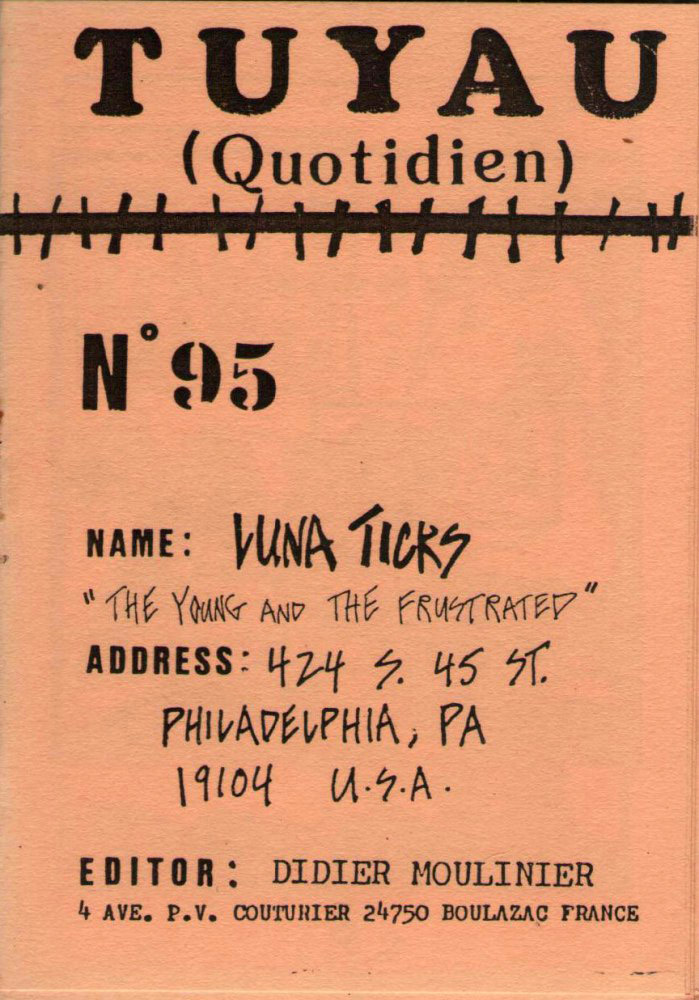 TUYAU
(Quotidien)
N° 95
NAME: LUNA TICKS
"THE YOUNG AND THE FRUSTRATED"
ADDRESS: 424 S. 45 ST.
PHILADELPHIA, PA
19104 U.S.A.
EDITOR: DIDIER MOULINIER
4 AVE. P.V. COUTURIER 24750 BOULAZAC FRANCE